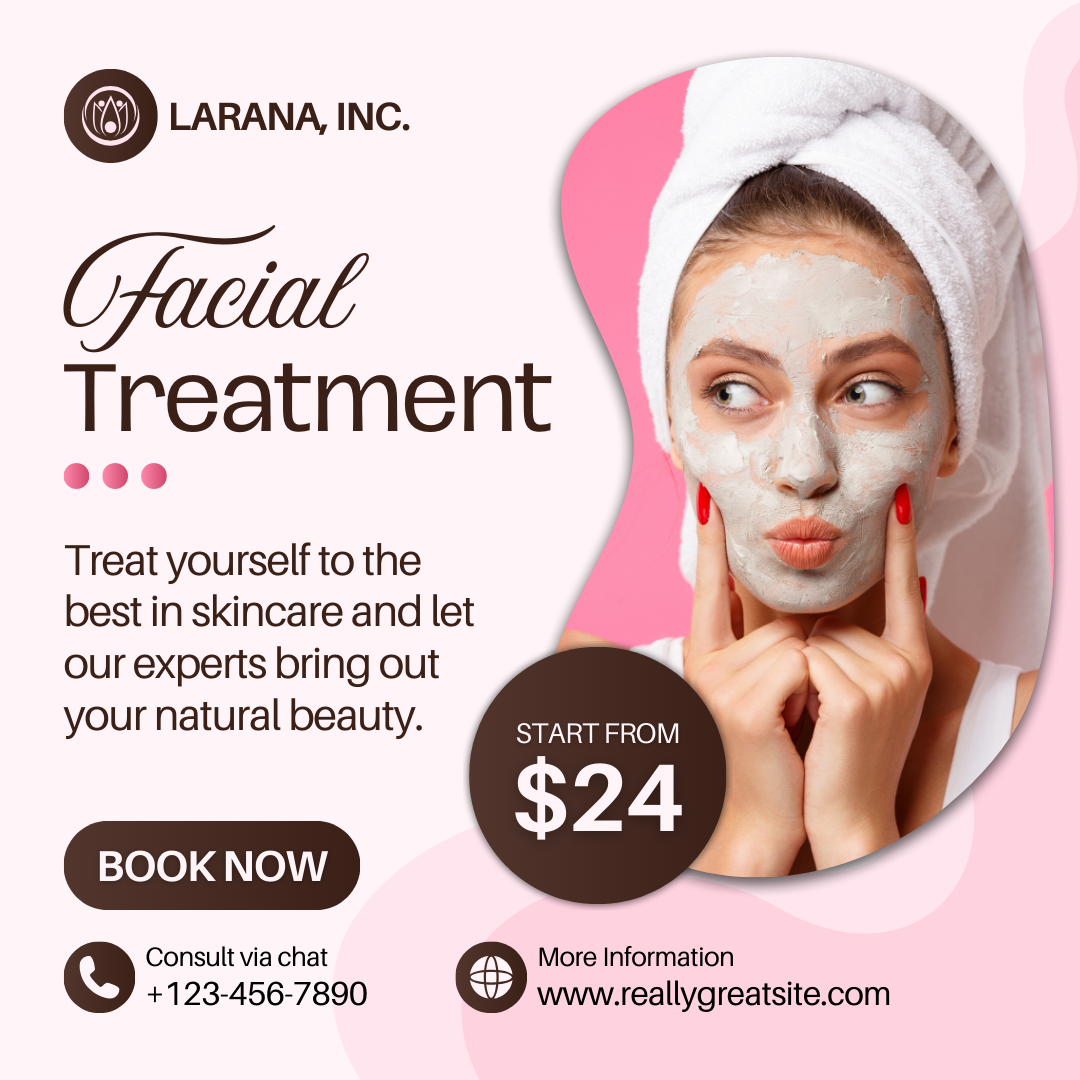 LARANA, INC.
Facial
Treatment
Treat yourself to the
best in skincare and let
our experts bring out
your natural beauty.
START FROM
$24
BOOK NOW
Consult via chat
+123-456-7890
More Information
www.reallygreatsite.com